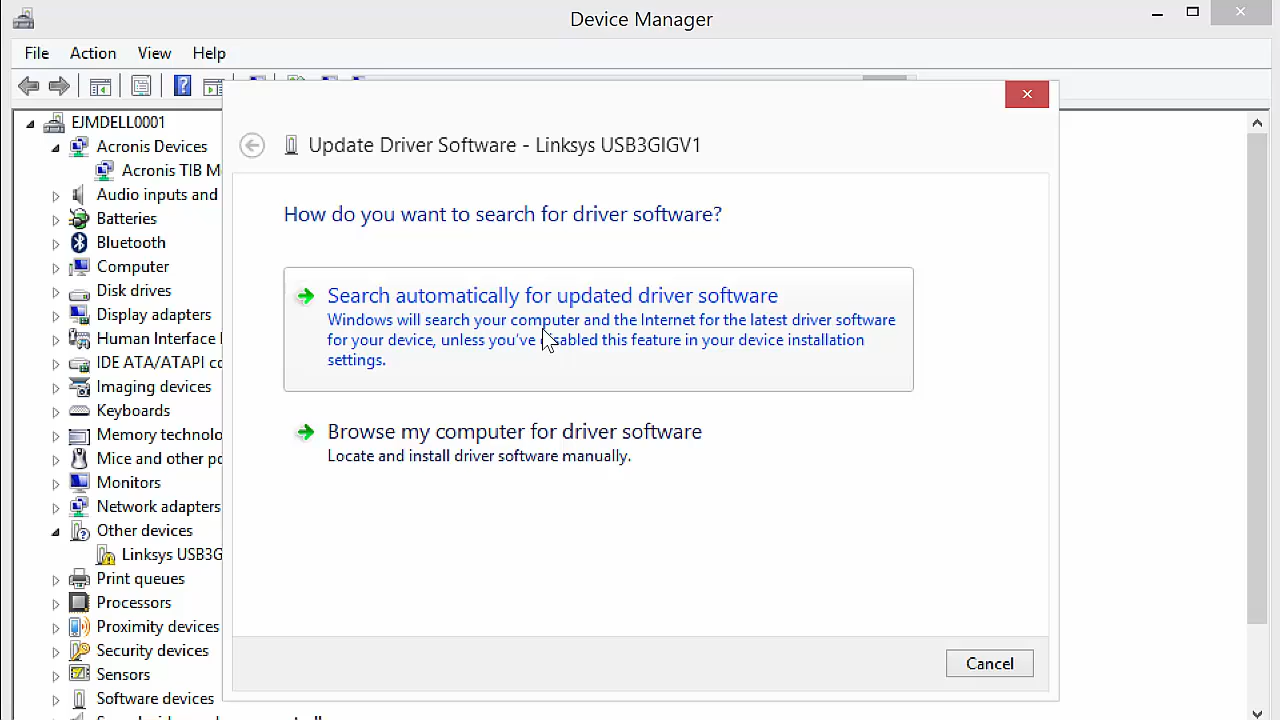 Device Manager
File Action View Help
EJMDELL0001
Acronis Devices
Acronis TIB M
Audio inputs and
Batteries
Bluetooth
Computer
Disk drives
Display adapters
Human Interface
IDE ATA/ATAPI co
Imaging devices
Keyboards
Memory technolo
Mice and other po
Monitors
Network adapters
Other devices
Linksys USB3G
Print queues
Processors
Proximity devices
Security devices
Sensors
Software devices
Update Driver Software - Linksys USB3GIGV1
How do you want to search for driver software?
Search automatically for updated driver software
Windows will search your computer and the Internet for the latest driver software
for your device, unless you've disabled this feature in your device installation
settings.
Browse my computer for driver software
Locate and install driver software manually.
Cancel